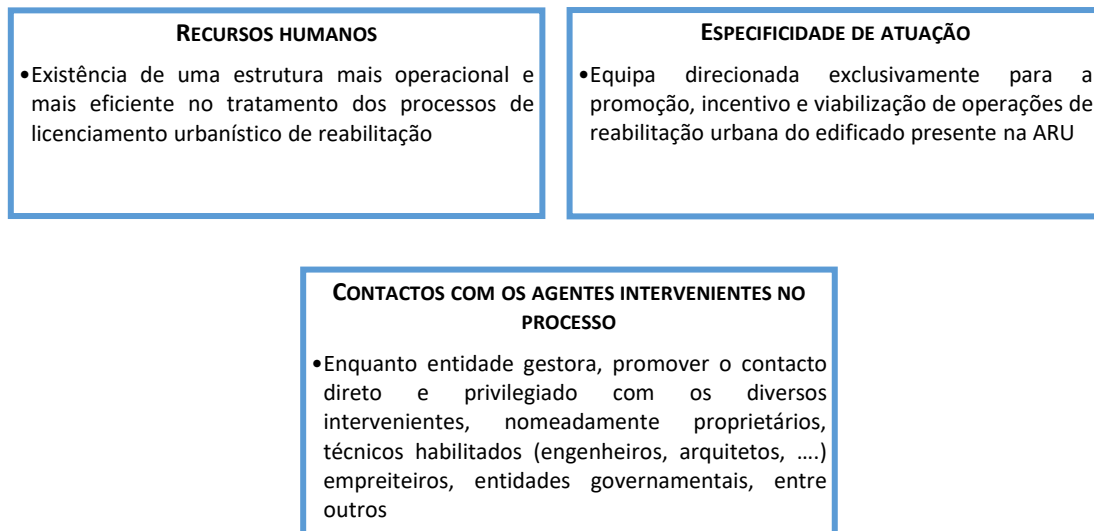 RECURSOS HUMANOS
•Existência de uma estrutura mais operacional e
mais eficiente no tratamento dos processos de
licenciamento urbanístico de reabilitação
ESPECIFICIDADE DE ATUAÇÃO
•Equipa direcionada exclusivamente para a
promoção, incentivo e viabilização de operações de
reabilitação urbana do edificado presente na ARU
CONTACTOS COM OS AGENTES INTERVENIENTES NO
PROCESSO
•Enquanto entidade gestora, promover o contacto
direto e privilegiado com os diversos
intervenientes, nomeadamente proprietários,
técnicos habilitados (engenheiros, arquitetos, ….)
empreiteiros, entidades governamentais, entre
outros